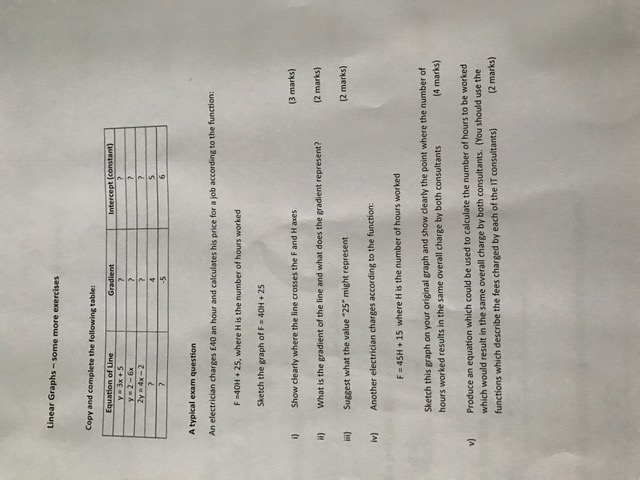 Linear Graphs – some more exercises
Copy and complete the following table:
Equation of Line Gradient Intercept (constant)
y = 3x + 5 ? ?
y = 2 – 6x ? ?
2y = 4x – 2 ? ?
? 4 5
? -5 6
A typical exam question
An electrician charges £40 an hour and calculates his price for a job according to the function:
F =40H + 25, where H is the number of hours worked
Sketch the graph of F = 40H + 25
i) Show clearly where the line crosses the F and H axes (3 marks)
ii) What is the gradient of the line and what does the gradient represent? (2 marks)
iii) Suggest what the value "25" might represent (2 marks)
iv) Another electrician charges according to the function:
F = 45H + 15 where H is the number of hours worked
Sketch this graph on your original graph and show clearly the point where the number of
hours worked results in the same overall charge by both consultants (4 marks)
v) Produce an equation which could be used to calculate the number of hours to be worked
which would result in the same overall charge by both consultants. (You should use the
functions which describe the fees charged by each of the IT consultants) (2 marks)